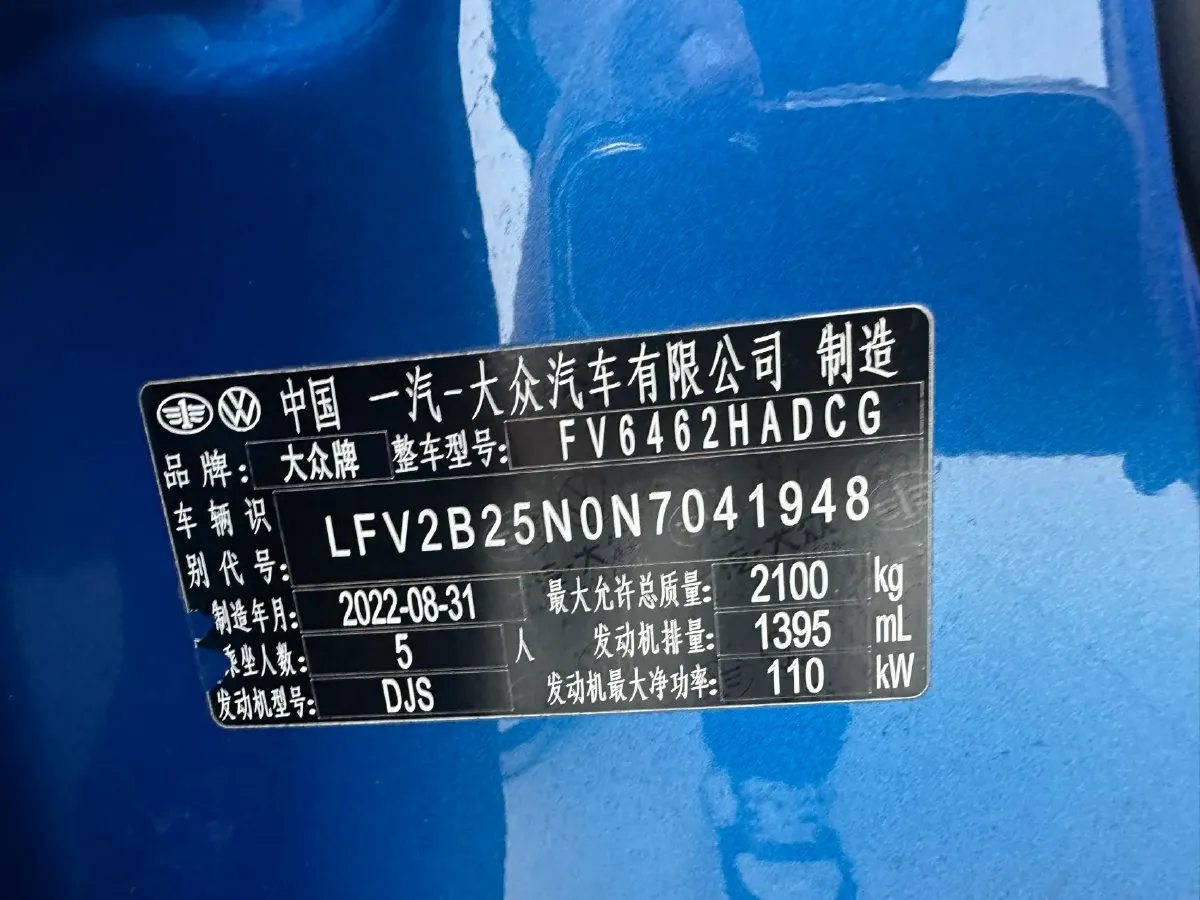 中国 一汽-大众汽车有限公司 制造
品牌: 大众牌 整车型号: FV6462HADCG
车辆识别代号: LFV2B25N0N7041948
制造年月: 2022-08-31 最大允许总质量: 2100 kg
乘坐人数: 5 人 发动机排量: 1395 mL
发动机型号: DJS 发动机最大净功率: 110 kW